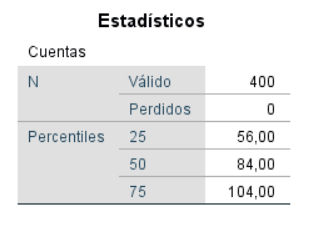 Estadísticos
Cuentas
N Válido 400
Perdidos 0
Percentiles 25 56,00
50 84,00
75 104,00